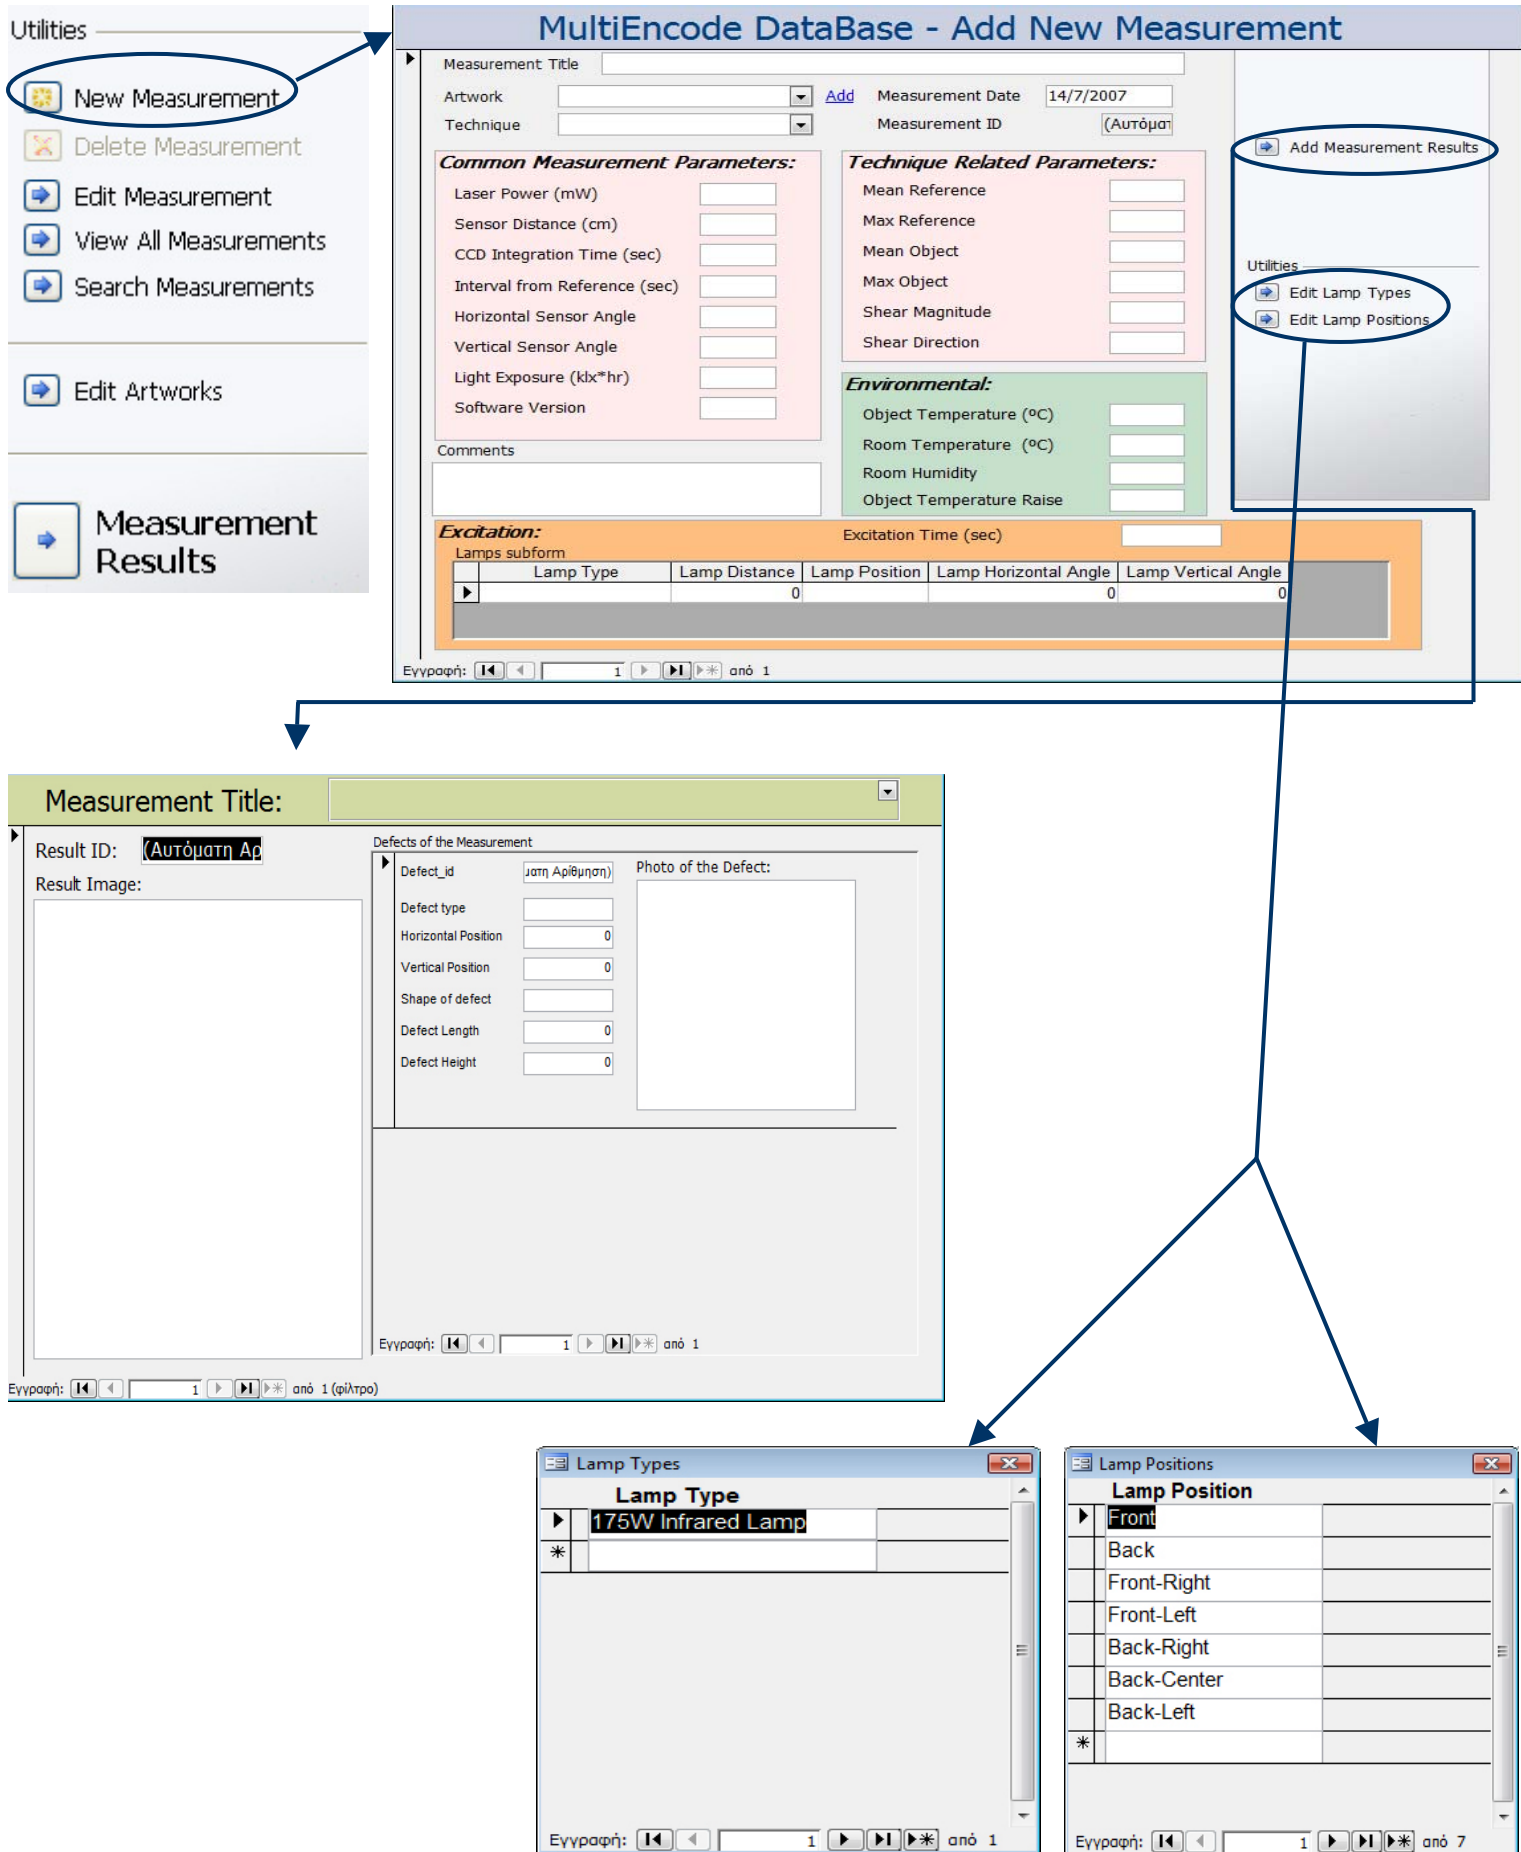 Utilities
New Measurement
Delete Measurement
Edit Measurement
View All Measurements
Search Measurements
Edit Artworks
Measurement
Results
MultiEncode DataBase - Add New Measurement
Measurement Title
Artwork Add Measurement Date 14/7/2007
Technique Measurement ID (Αυτόματ
Common Measurement Parameters:
Laser Power (mW)
Sensor Distance (cm)
CCD Integration Time (sec)
Interval from Reference (sec)
Horizontal Sensor Angle
Vertical Sensor Angle
Light Exposure (klx*hr)
Software Version
Comments
Technique Related Parameters:
Mean Reference
Max Reference
Mean Object
Max Object
Shear Magnitude
Shear Direction
Environmental:
Object Temperature (ºC)
Room Temperature (ºC)
Room Humidity
Object Temperature Raise
Add Measurement Results
Utilities
Edit Lamp Types
Edit Lamp Positions
Excitation: Excitation Time (sec)
Lamps subform
Lamp Type Lamp Distance Lamp Position Lamp Horizontal Angle Lamp Vertical Angle
0 0 0
Εγγραφή: 1 από 1
Measurement Title:
Result ID: (Αυτόματη Αρ
Result Image:
Defects of the Measurement
Defect_id ματη Αρίθμηση)
Defect type
Horizontal Position 0
Vertical Position 0
Shape of defect
Defect Length 0
Defect Height 0
Photo of the Defect:
Εγγραφή: 1 από 1
Εγγραφή: 1 από 1 (φίλτρο)
Lamp Types
Lamp Type
175W Infrared Lamp
Εγγραφή: 1 από 1
Lamp Positions
Lamp Position
Front
Back
Front-Right
Front-Left
Back-Right
Back-Center
Back-Left
Εγγραφή: 1 από 7